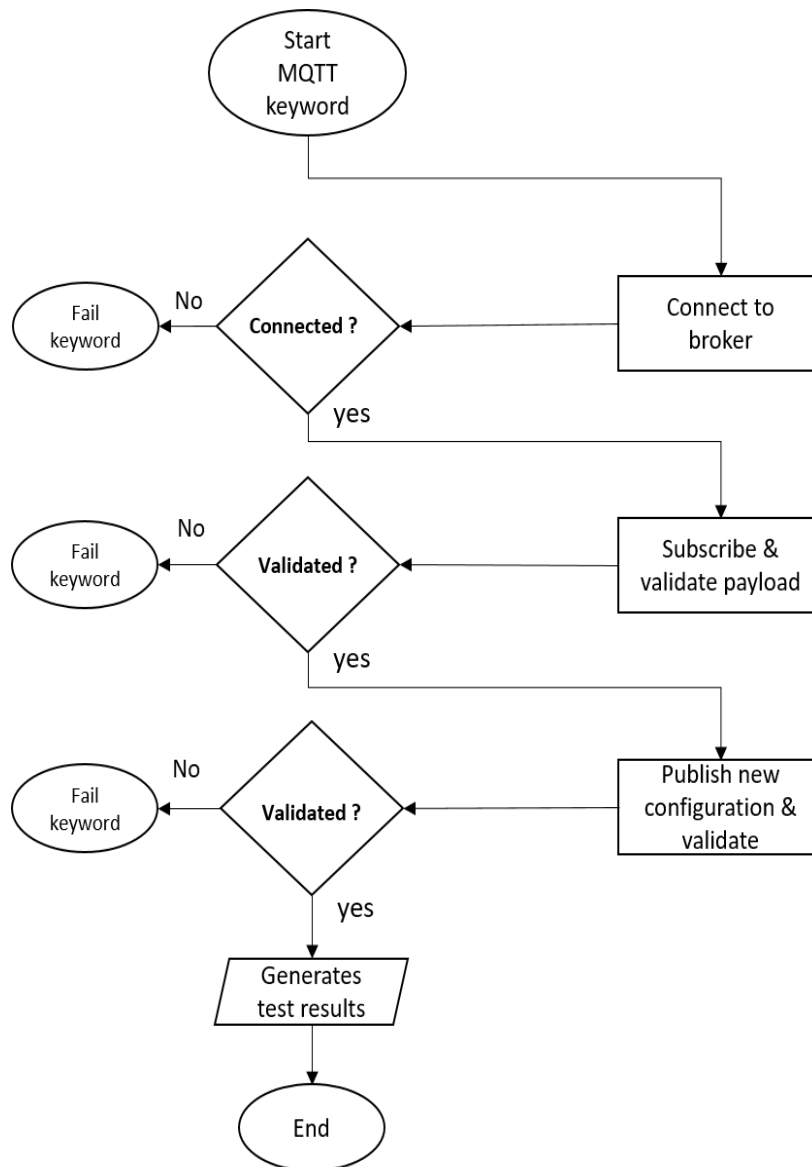 Start
MQTT
keyword
Connect to
broker
Connected ?
No
Fail
keyword
yes
Subscribe &
validate payload
Validated ?
No
Fail
keyword
yes
Publish new
configuration &
validate
Validated ?
No
Fail
keyword
yes
Generates
test results
End